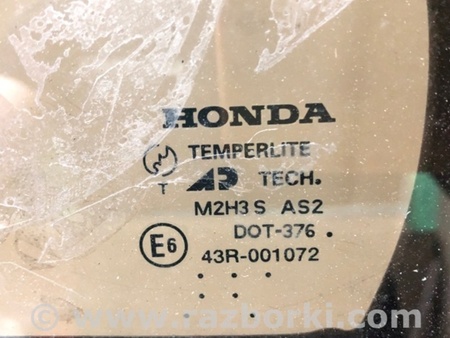 HONDA
TEMPERLITE
T AP TECH.
M2H3 S AS2
DOT-376
E6 43R-001072
© www.razborki.com